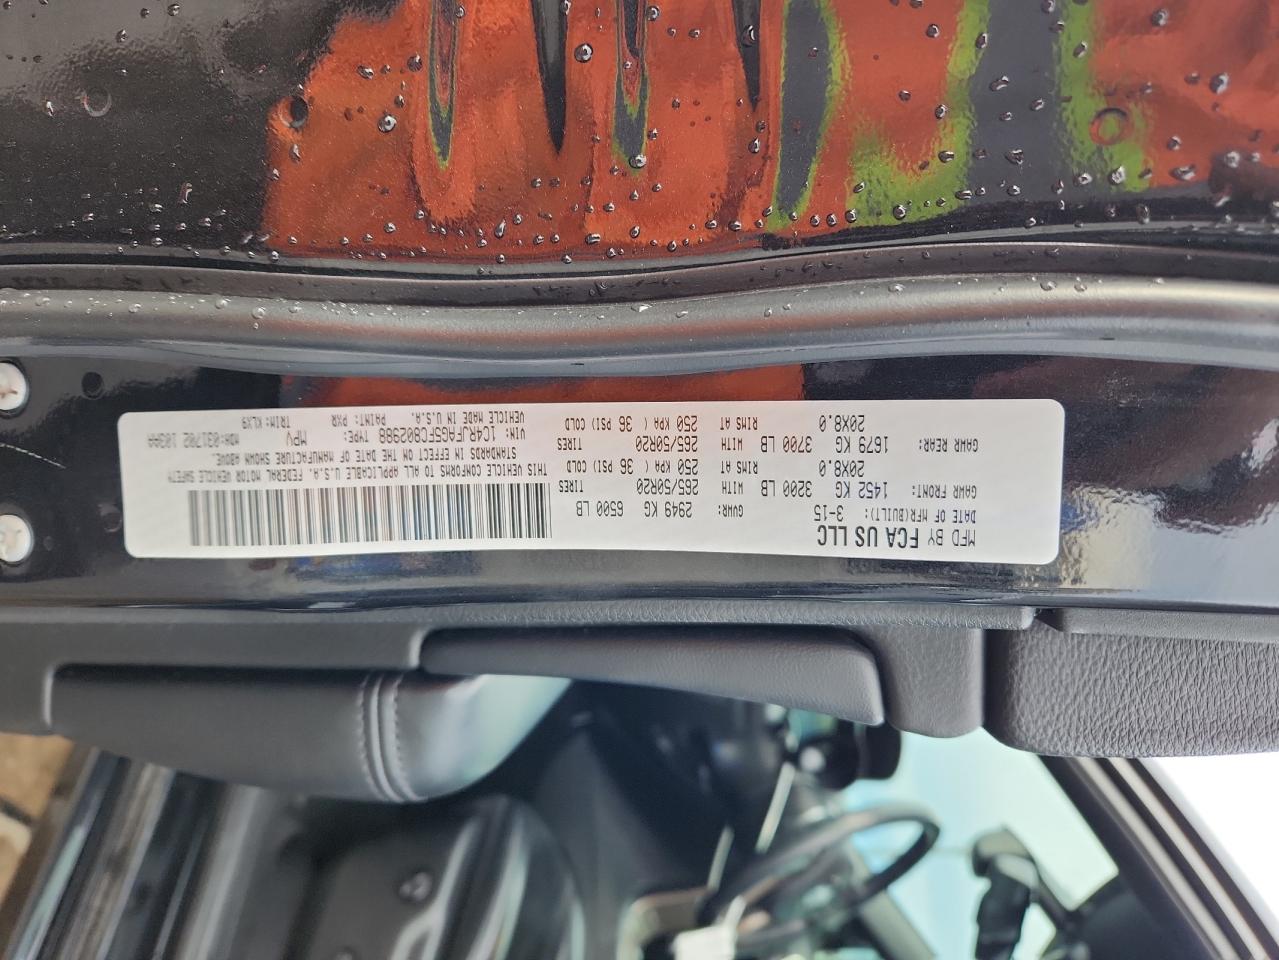 MFD BY FCA US LLC
DATE OF MFR(BUILT): 3-15 GVWR: 2949 KG 6500 LB
GAWR FRONT: 1452 KG 3200 LB WITH 265/50R20 TIRES
20X8.0 RIMS AT 250 KPA ( 36 PSI) COLD
GAWR REAR: 1679 KG 3700 LB WITH 265/50R20 TIRES
20X8.0 RIMS AT 250 KPA ( 36 PSI) COLD
THIS VEHICLE CONFORMS TO ALL APPLICABLE U.S.A. FEDERAL MOTOR VEHICLE SAFETY
STANDARDS IN EFFECT ON THE DATE OF MANUFACTURE SHOWN ABOVE.
VIN: 1C4RJFAG5FC802988 TYPE: MPV MDH:031702 103AA
VEHICLE MADE IN U.S.A. PAINT: PXR TRIM: KLX9